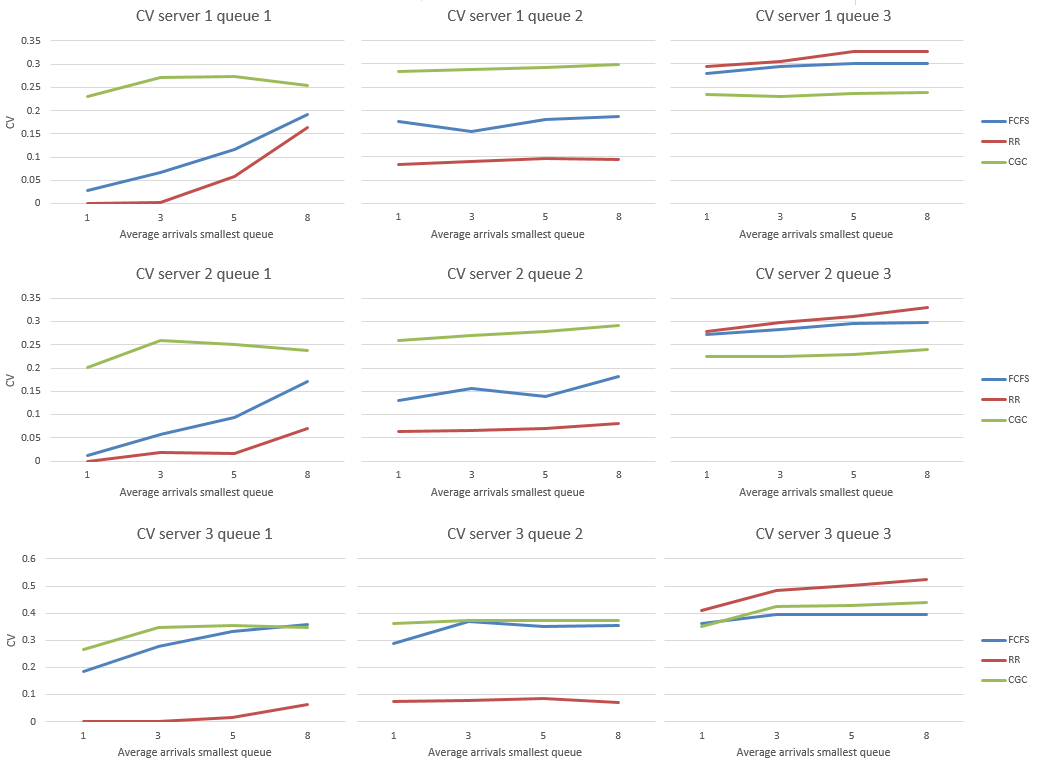 CV server 1 queue 1
CV server 1 queue 2
CV server 1 queue 3
0.35
0.3
0.25
0.2
0.15
0.1
0.05
0
CV
1 3 5 8
1 3 5 8
1 3 5 8
Average arrivals smallest queue
Average arrivals smallest queue
Average arrivals smallest queue
FCFS
RR
CGC
CV server 2 queue 1
CV server 2 queue 2
CV server 2 queue 3
0.35
0.3
0.25
0.2
0.15
0.1
0.05
0
CV
1 3 5 8
1 3 5 8
1 3 5 8
Average arrivals smallest queue
Average arrivals smallest queue
Average arrivals smallest queue
FCFS
RR
CGC
CV server 3 queue 1
CV server 3 queue 2
CV server 3 queue 3
0.6
0.5
0.4
0.3
0.2
0.1
0
CV
1 3 5 8
1 3 5 8
1 3 5 8
Average arrivals smallest queue
Average arrivals smallest queue
Average arrivals smallest queue
FCFS
RR
CGC